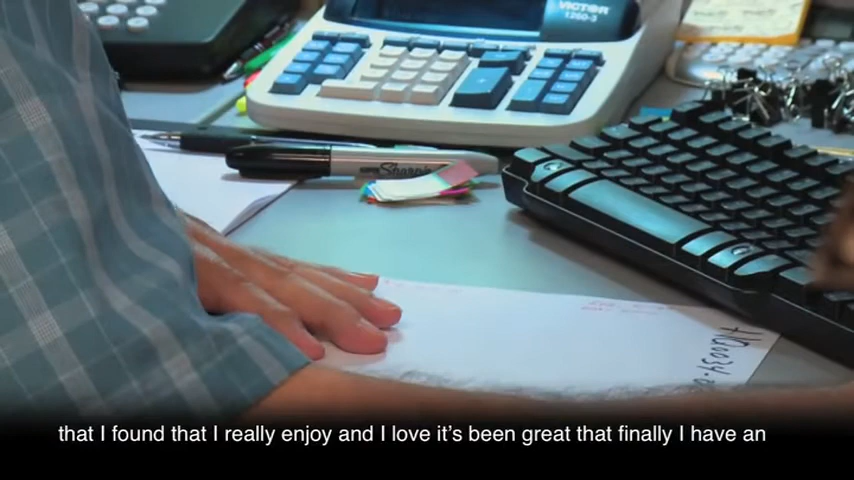 VICTOR
1260-3
Sharpie
that I found that I really enjoy and I love it's been great that finally I have an